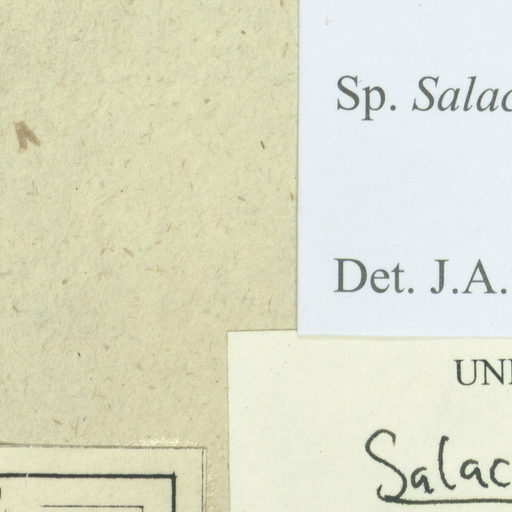 Sp. Salac
Det. J.A.
UNI
Salac